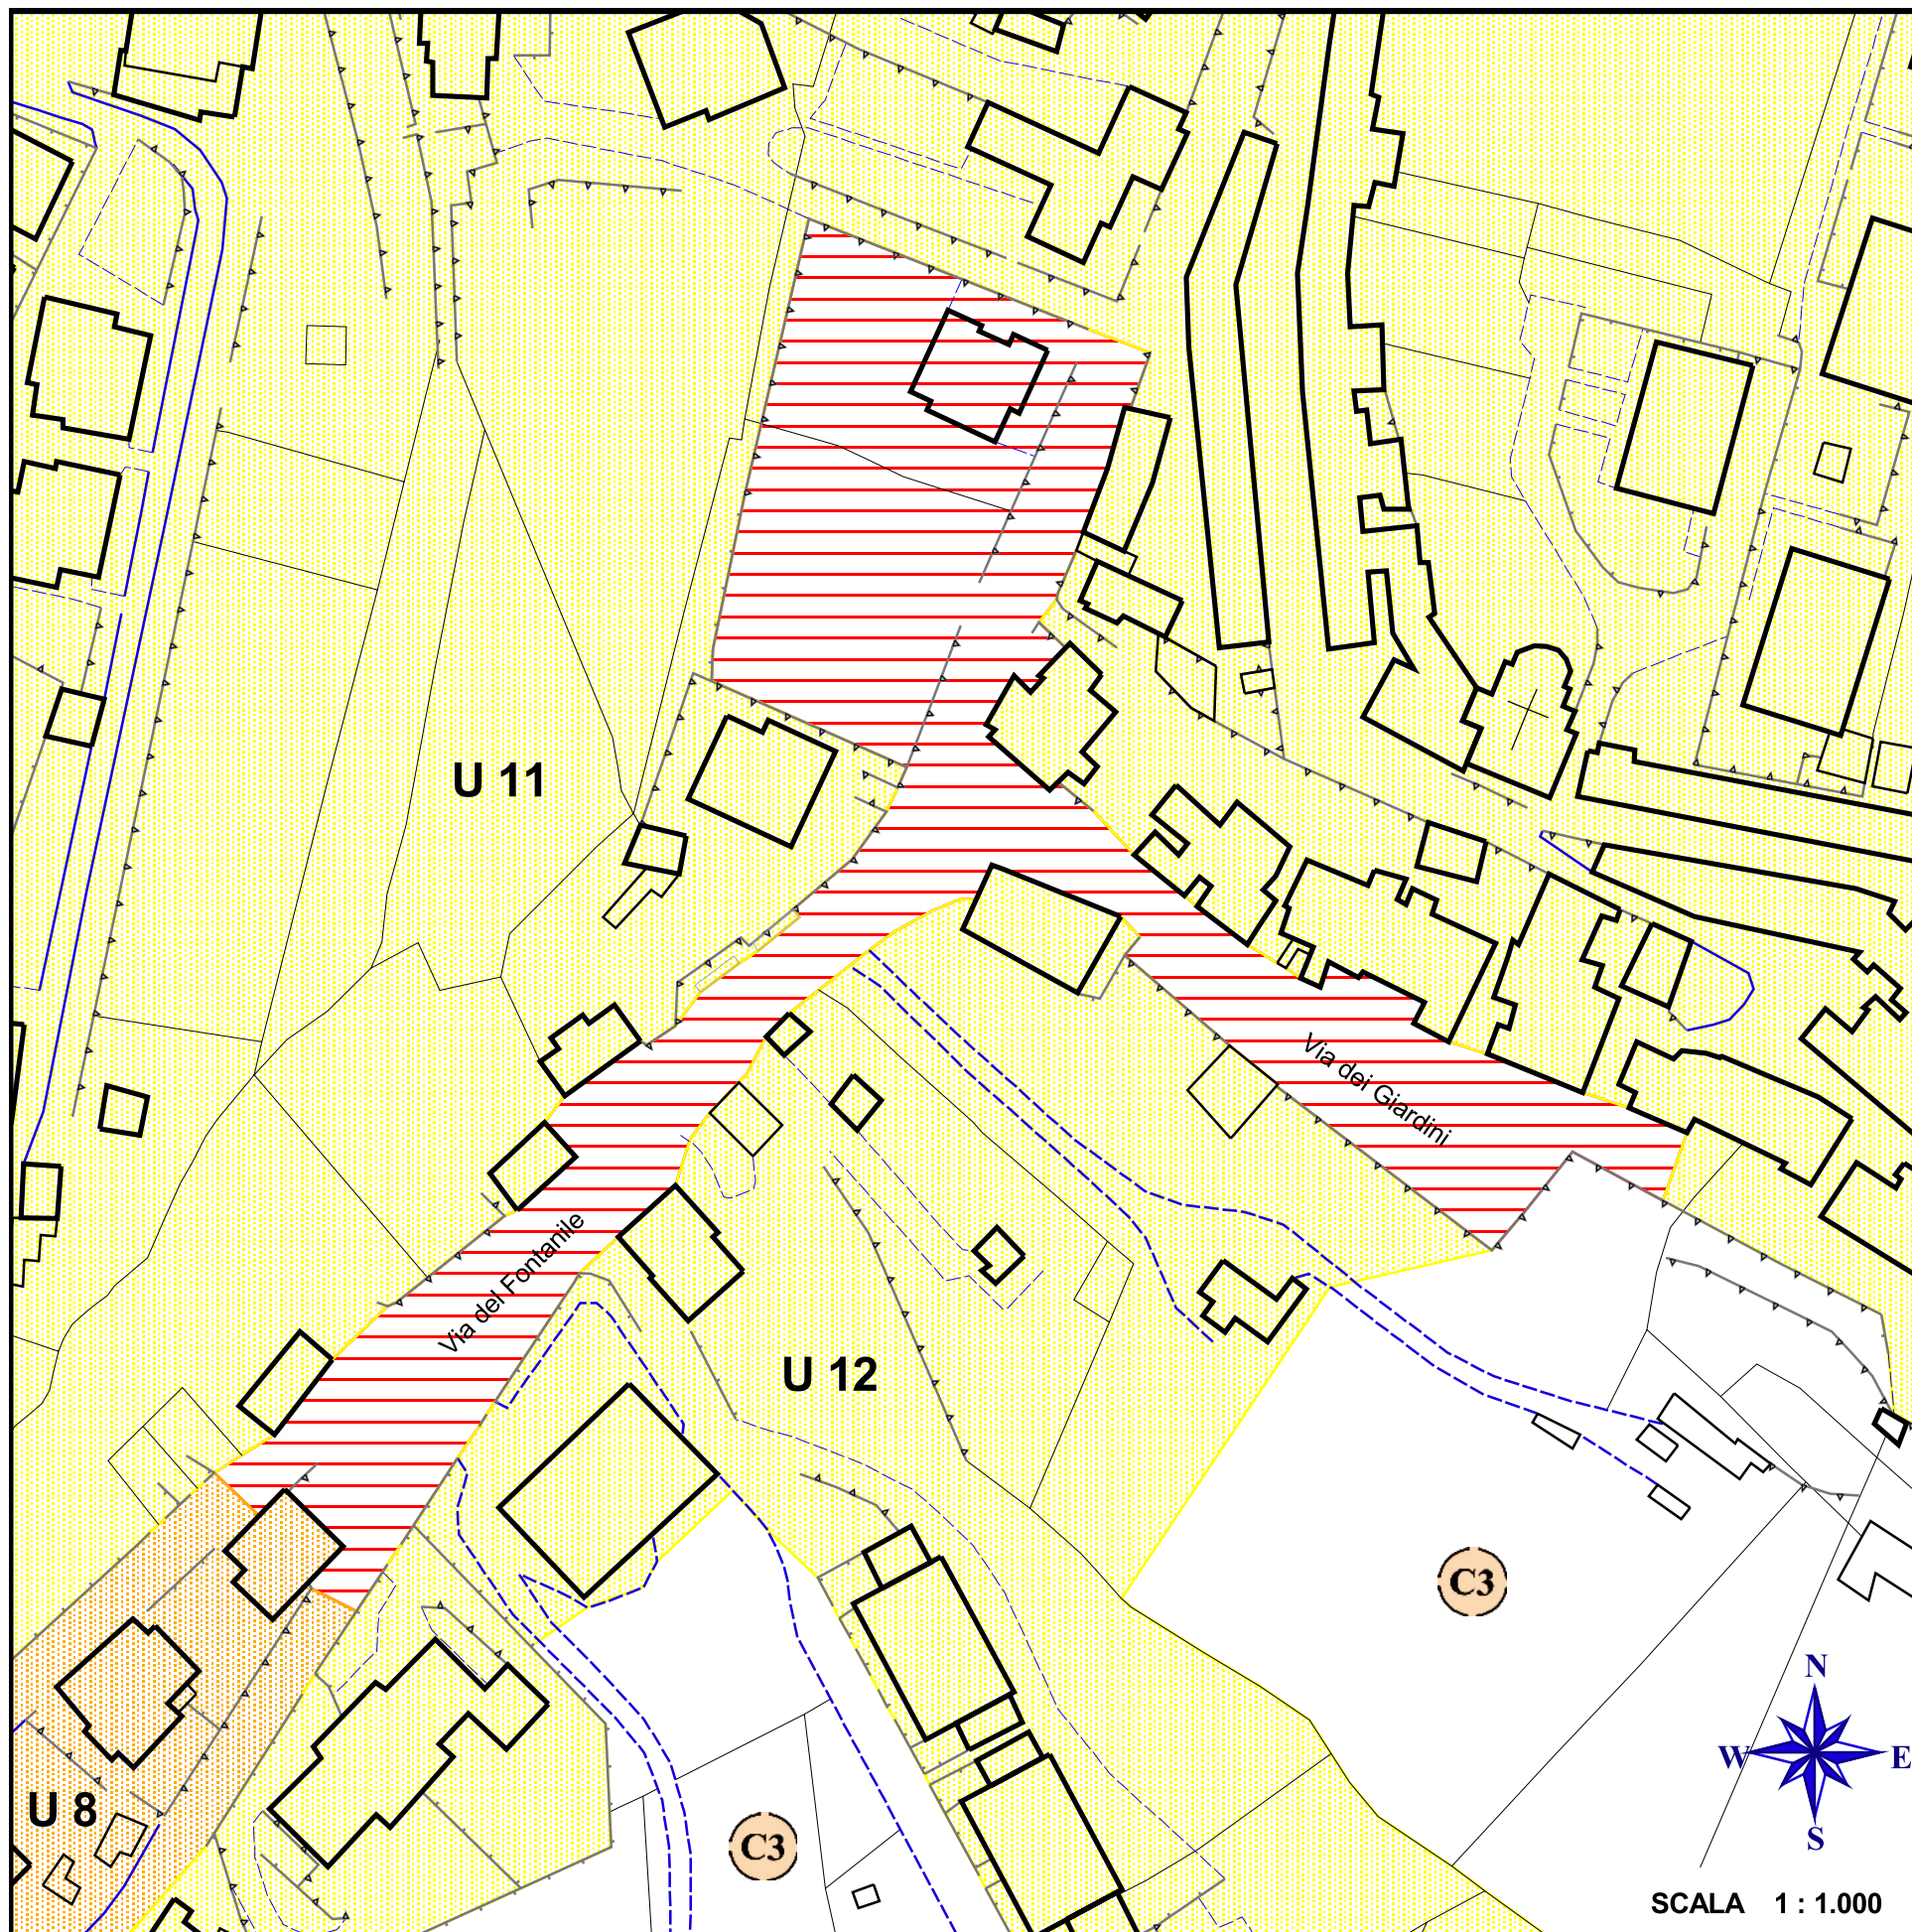 U 11
Via dei Giardini
Via del Fontanile
U 12
C3
N
W E
S
U 8
C3
SCALA 1 : 1.000